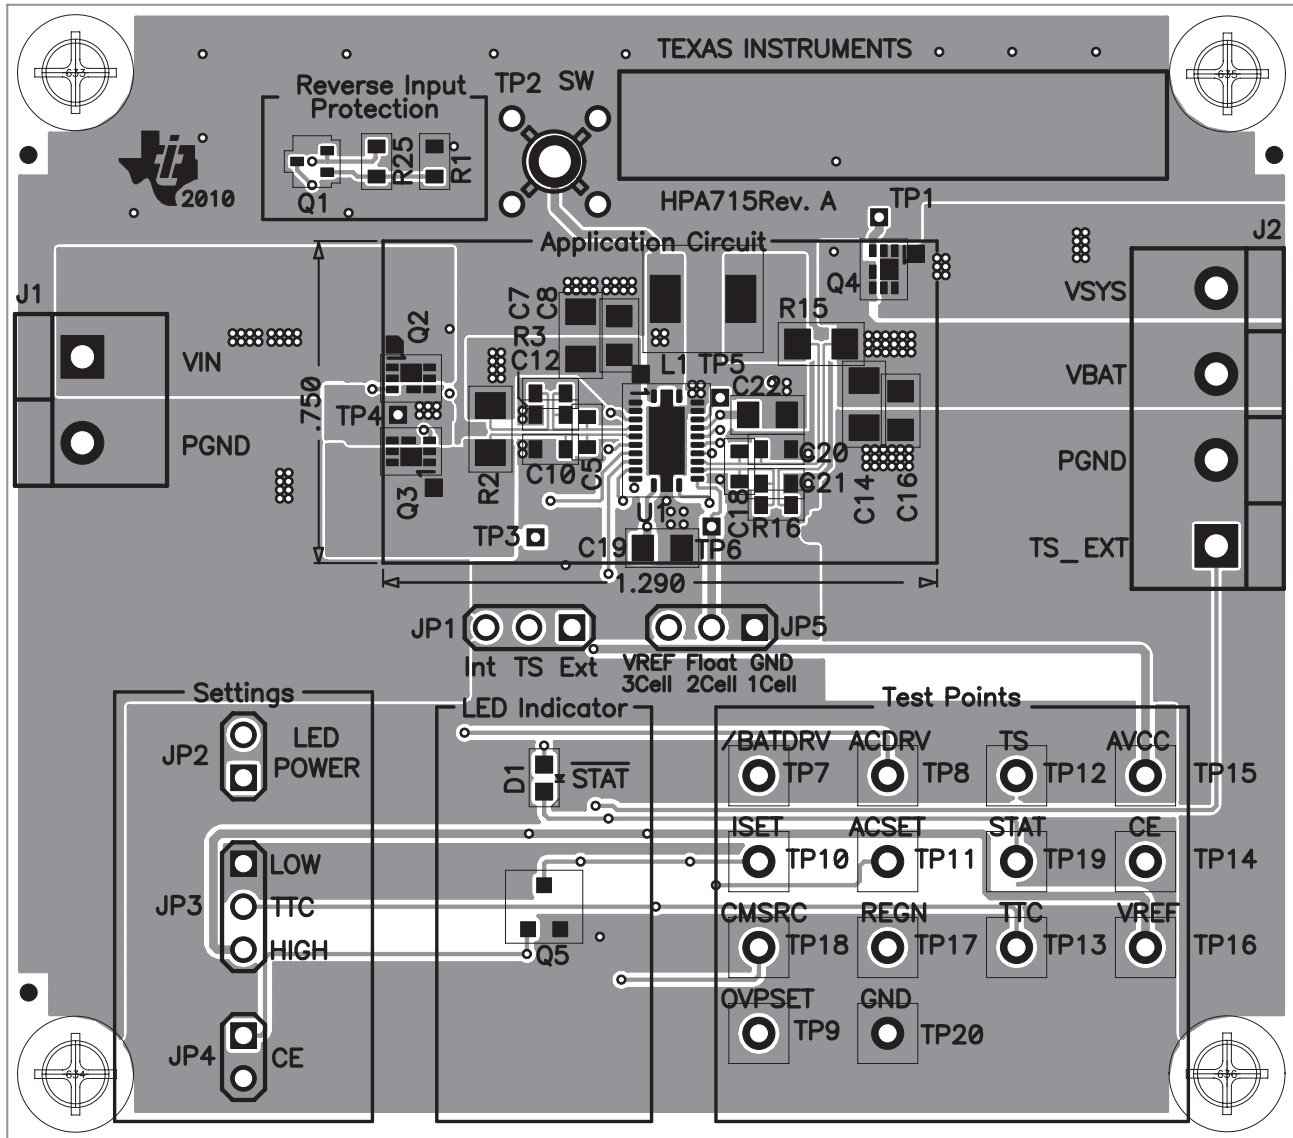 TEXAS INSTRUMENTS
633
635
Reverse Input
Protection
TP2 SW
R25
R1
Q1
2010
HPA715Rev. A
TP1
J2
Application Circuit
J1
C7
C8
Q4
VSYS
Q2
R3
R15
C12
L1 TP5
VIN
.750
TP4
C22
VBAT
PGND
Q3
R2
C10
C5
U1
C18
C20
C21
R16
C14
C16
PGND
TP3
C19
TP6
TS_EXT
1.290
JP1
JP5
Int TS Ext
VREF Float GND
3Cell 2Cell 1Cell
Settings
LED Indicator
Test Points
JP2
LED
POWER
D1
STAT
/BATDRV ACDRV TS AVCC
TP7 TP8 TP12 TP15
ISET ACSET STAT CE
TP10 TP11 TP19 TP14
LOW
JP3 TTC
HIGH
Q5
CMSRC REGN TTC VREF
TP18 TP17 TP13 TP16
OVPSET GND
TP9 TP20
JP4 CE
634
636